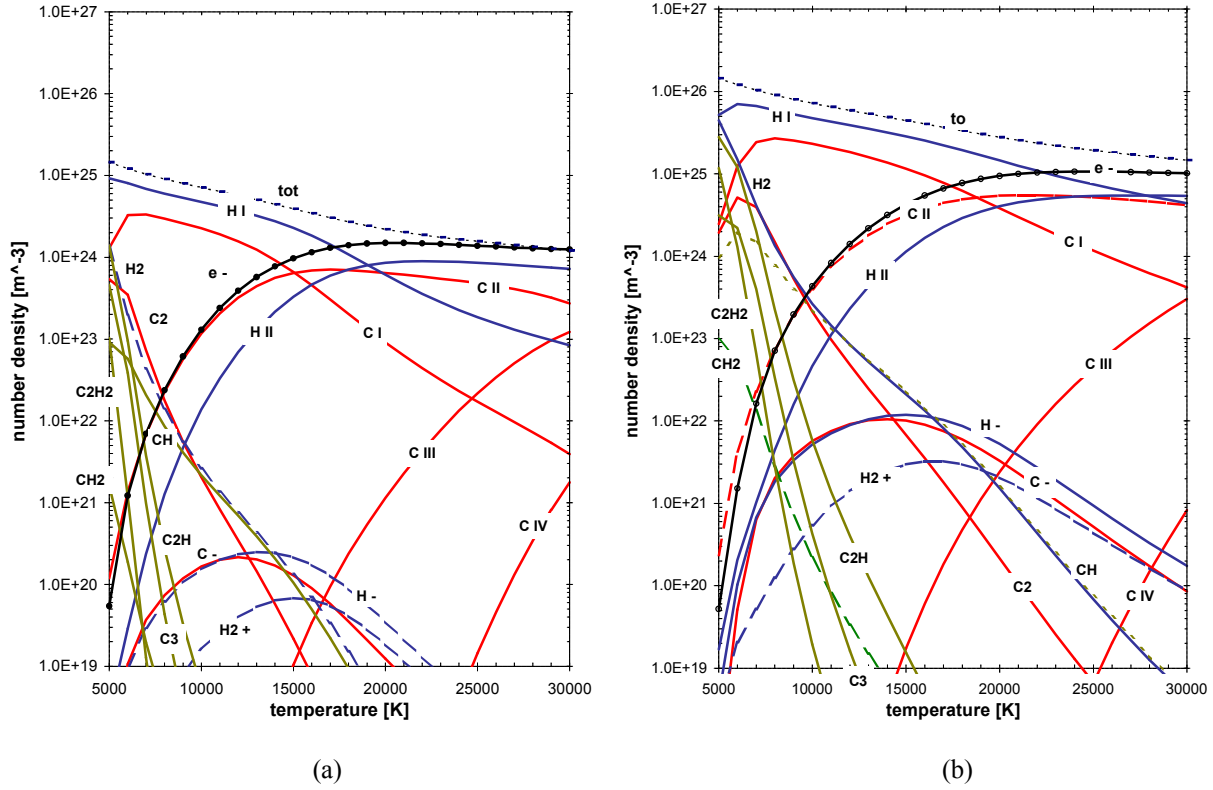 1.0E+27
1.0E+26
1.0E+25
1.0E+24
1.0E+23
1.0E+22
1.0E+21
1.0E+20
1.0E+19
number density [m^-3]
tot
H I
e -
H2
C2
C II
C I
H II
C2H2
CH
CH2
C III
C2H
C -
C IV
H -
C3
H2 +
5000
10000
15000
20000
25000
30000
temperature [K]
(a)
1.0E+27
1.0E+26
1.0E+25
1.0E+24
1.0E+23
1.0E+22
1.0E+21
1.0E+20
1.0E+19
number density [m^-3]
to
H I
e -
H2
C II
C I
H II
C2H2
CH2
C III
H -
H2 +
C -
C2H
CH
C2
C IV
C3
5000
10000
15000
20000
25000
30000
temperature [K]
(b)